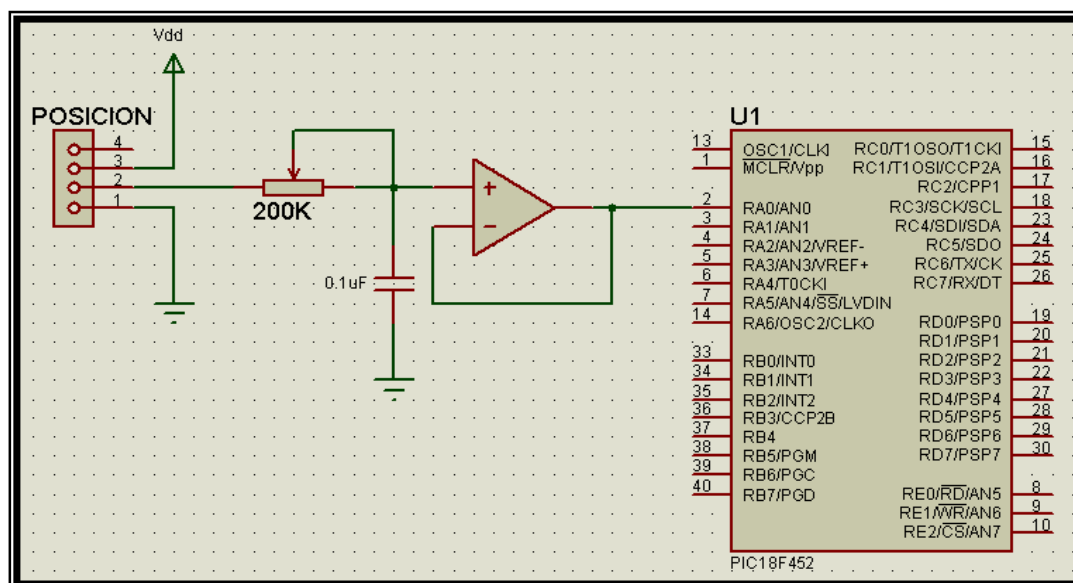 Vdd
POSICION
4
3
2
1
200K
0.1uF
U1
13 OSC1/CLKI
1 MCLR/Vpp
2 RA0/AN0
3 RA1/AN1
4 RA2/AN2/VREF-
5 RA3/AN3/VREF+
6 RA4/T0CKI
7 RA5/AN4/SS/LVDIN
14 RA6/OSC2/CLKO
33 RB0/INT0
34 RB1/INT1
35 RB2/INT2
36 RB3/CCP2B
37 RB4
38 RB5/PGM
39 RB6/PGC
40 RB7/PGD
RC0/T1OSO/T1CKI 15
RC1/T1OSI/CCP2A 16
RC2/CPP1 17
RC3/SCK/SCL 18
RC4/SDI/SDA 23
RC5/SDO 24
RC6/TX/CK 25
RC7/RX/DT 26
RD0/PSP0 19
RD1/PSP1 20
RD2/PSP2 21
RD3/PSP3 22
RD4/PSP4 27
RD5/PSP5 28
RD6/PSP6 29
RD7/PSP7 30
RE0/RD/AN5 8
RE1/WR/AN6 9
RE2/CS/AN7 10
PIC18F452